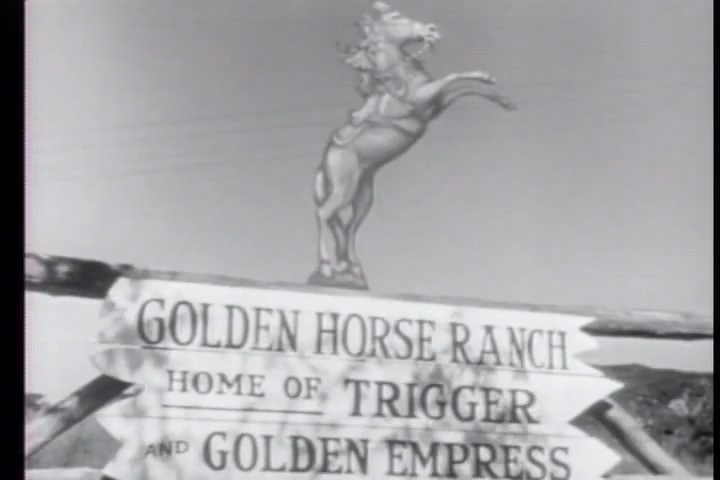 GOLDEN HORSE RANCH
HOME OF TRIGGER
AND GOLDEN EMPRESS